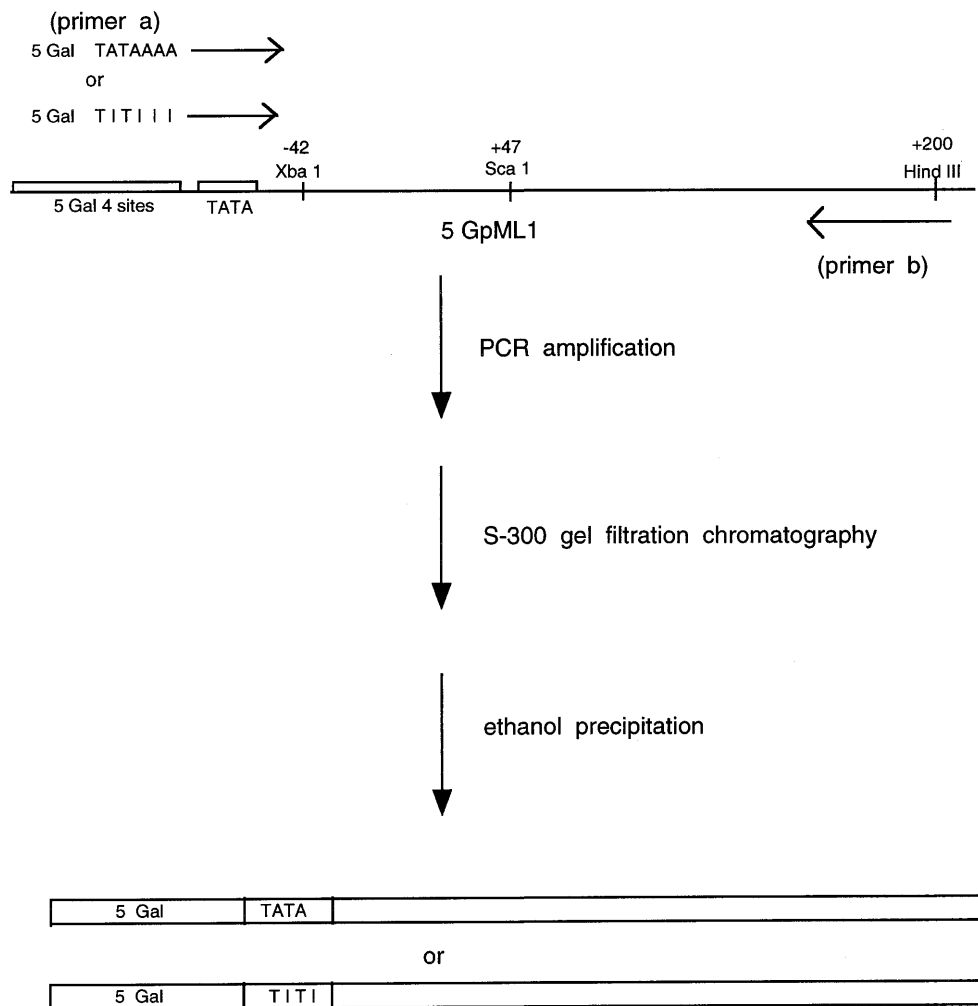 (primer a)
5 Gal TATAAAA
or
5 Gal TITIII
-42
Xba 1
+47
Sca 1
+200
Hind III
5 Gal 4 sites
TATA
5 GpML1
(primer b)
PCR amplification
S-300 gel filtration chromatography
ethanol precipitation
5 Gal TATA
or
5 Gal TITI